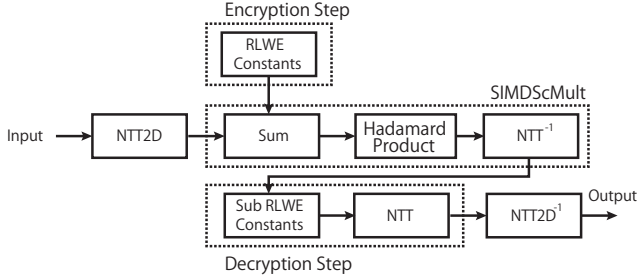 Encryption Step
RLWE
Constants
SIMDScMult
Input
NTT2D
Sum
Hadamard
Product
NTT⁻¹
Sub RLWE
Constants
NTT
NTT2D⁻¹
Output
Decryption Step